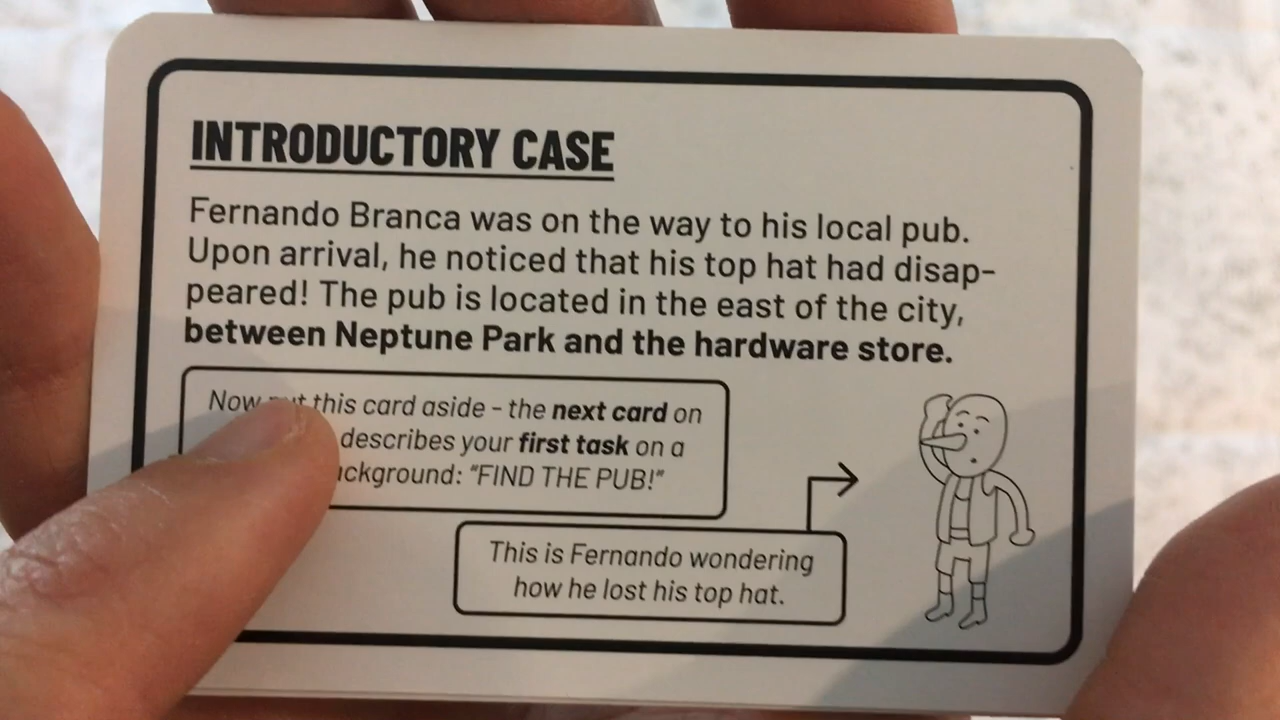 INTRODUCTORY CASE
Fernando Branca was on the way to his local pub.
Upon arrival, he noticed that his top hat had disap-
peared! The pub is located in the east of the city,
between Neptune Park and the hardware store.
Now put this card aside - the next card on
describes your first task on a
ckground: "FIND THE PUB!"
This is Fernando wondering
how he lost his top hat.